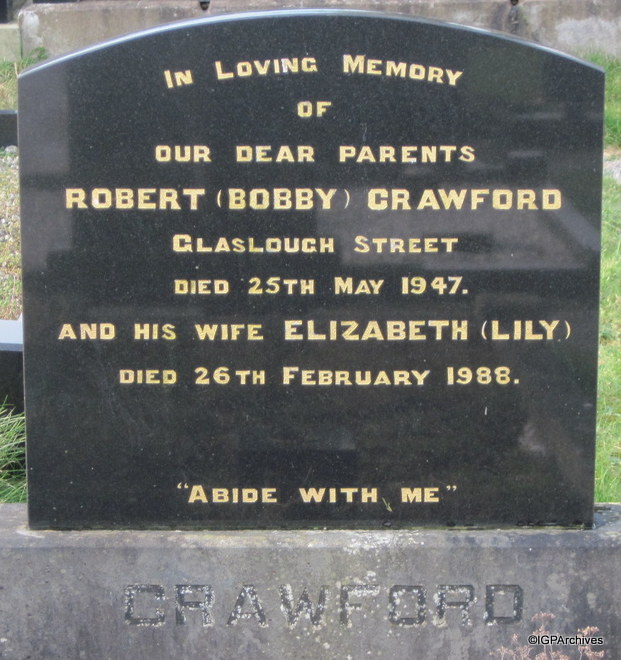 In Loving Memory
OF
OUR DEAR PARENTS
ROBERT (BOBBY) CRAWFORD
GLASLOUGH STREET
DIED 25TH MAY 1947.
AND HIS WIFE ELIZABETH (LILY)
DIED 26TH FEBRUARY 1988.
"ABIDE WITH ME"
CRAWFORD
©IGPArchives